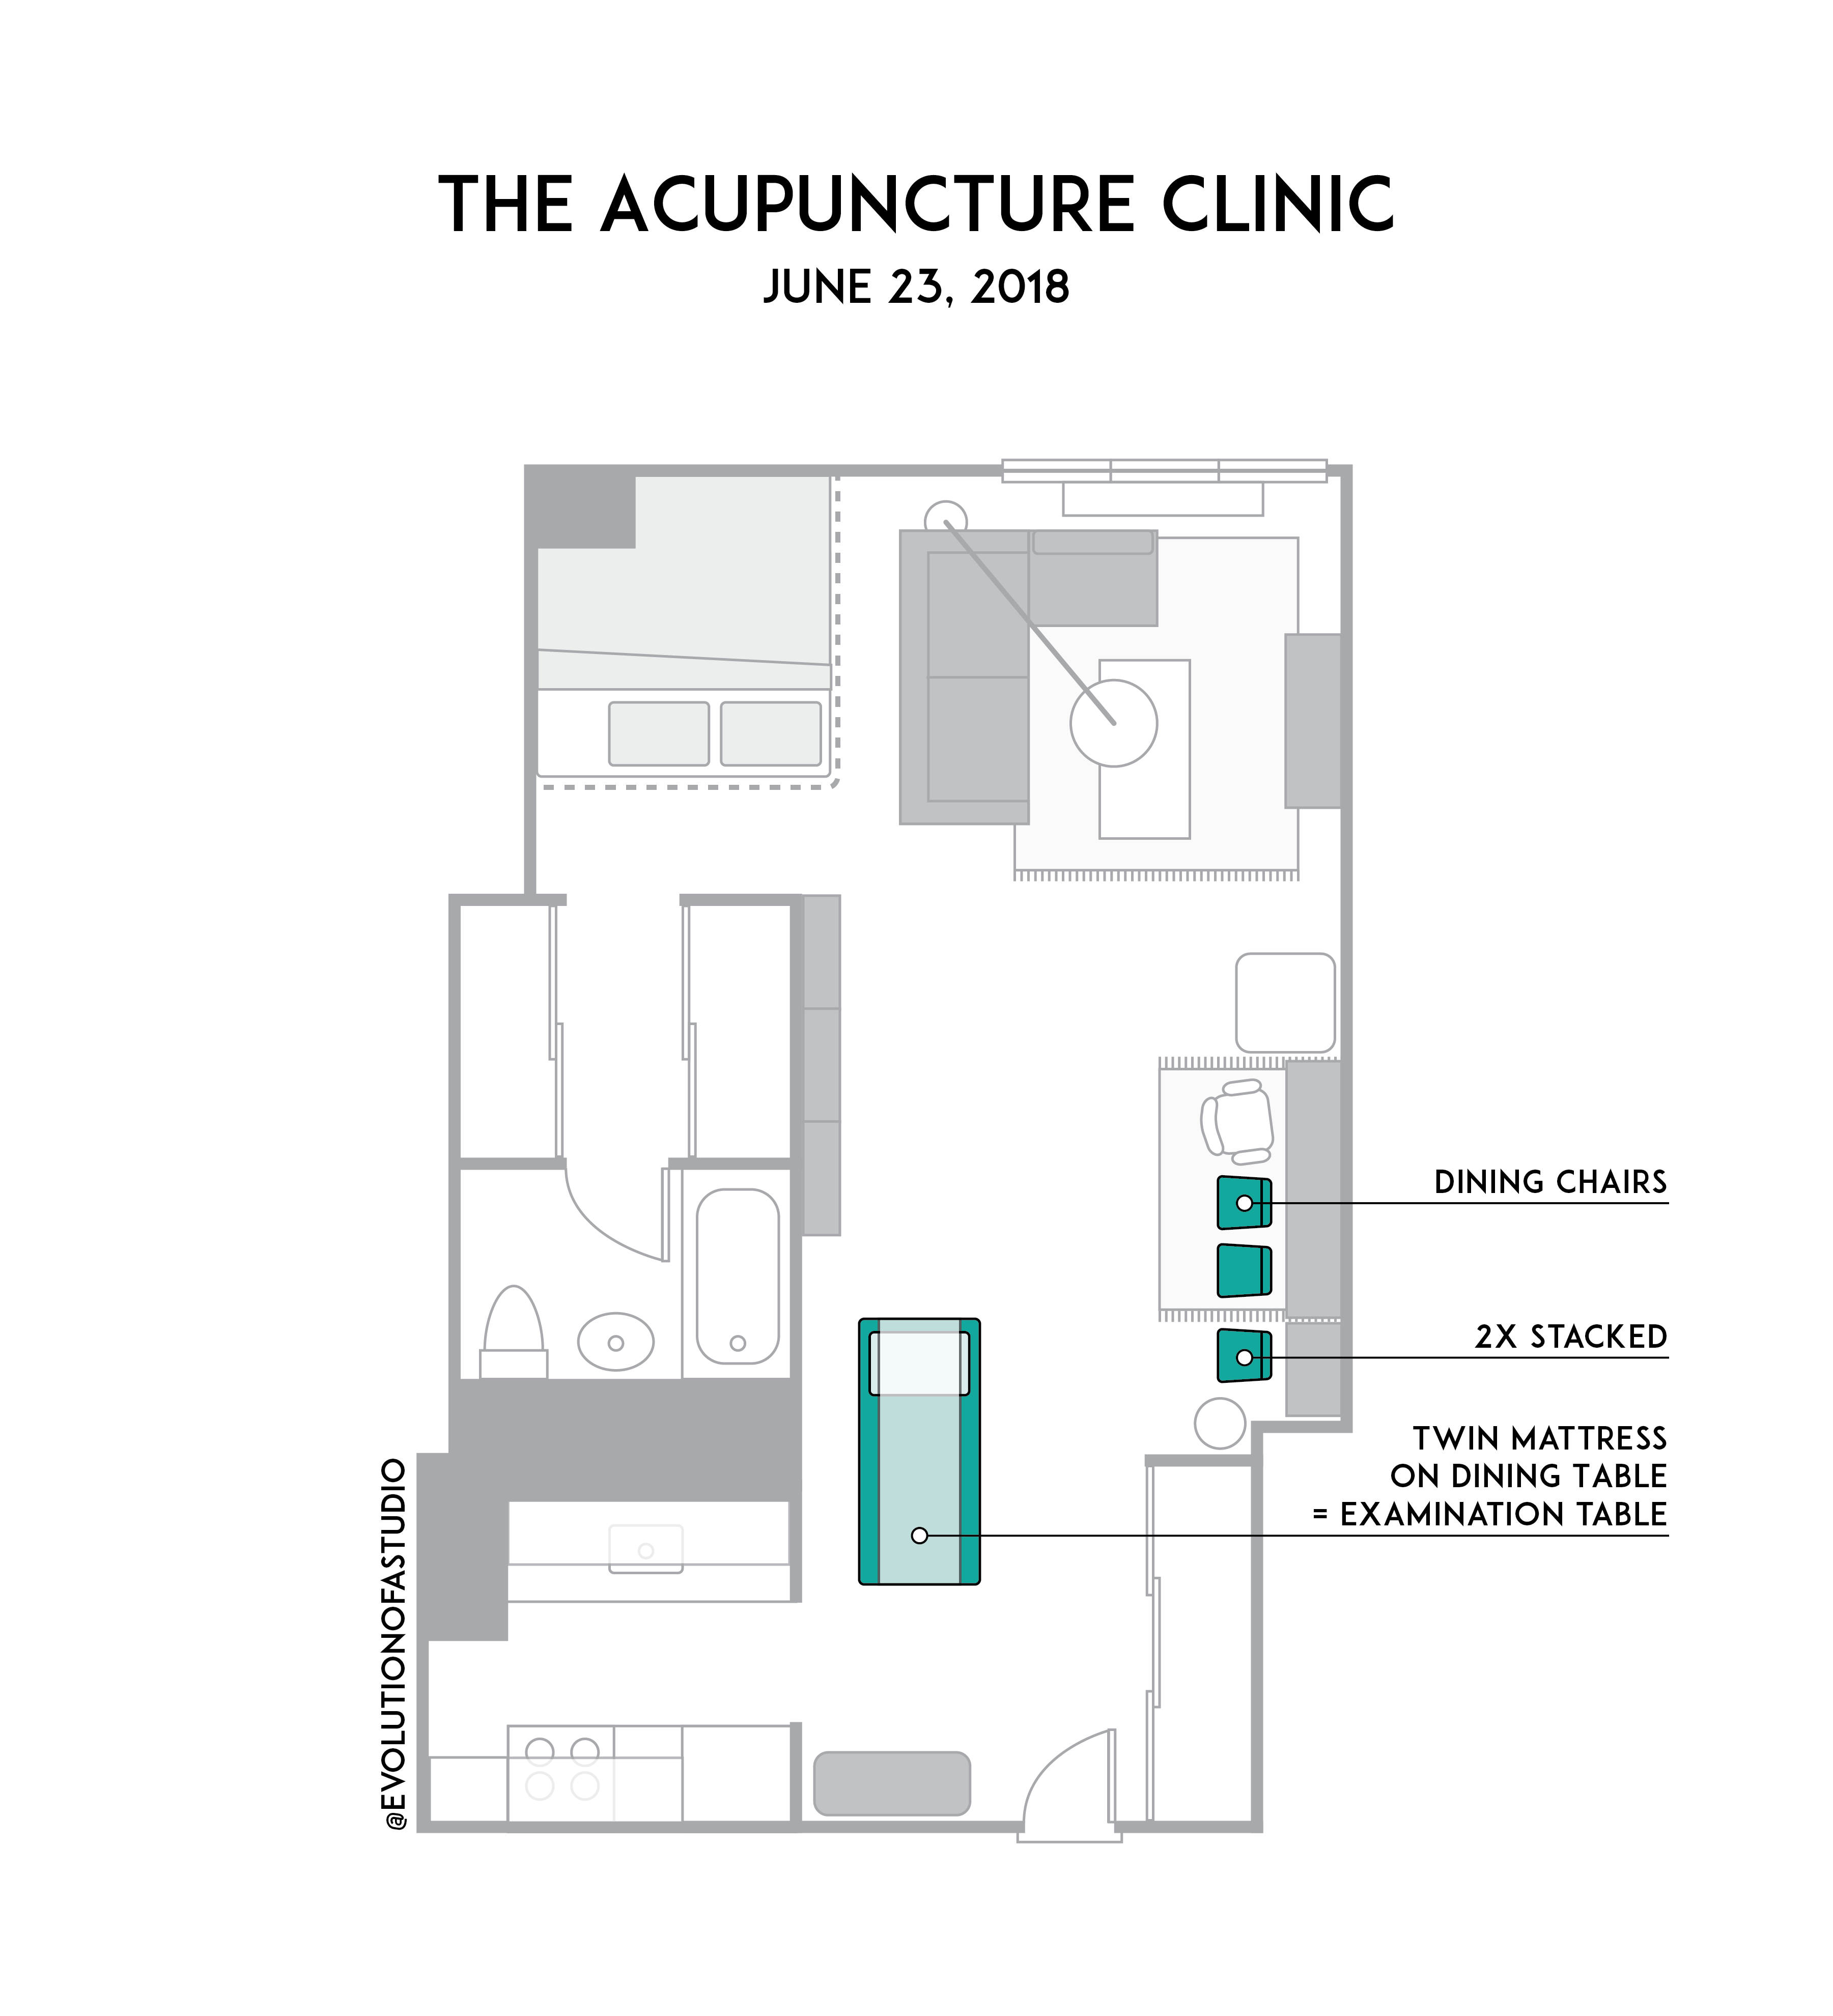 THE ACUPUNCTURE CLINIC
JUNE 23, 2018
DINING CHAIRS
2X STACKED
TWIN MATTRESS
ON DINING TABLE
= EXAMINATION TABLE
@EVOLUTIONOFASTUDIO